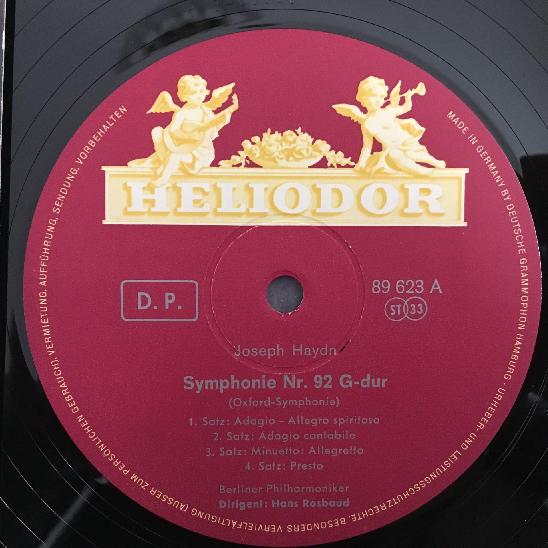 HELIODOR
D. P.
89 623 A
ST 33
Joseph Haydn
Symphonie Nr. 92 G-dur
(Oxford-Symphonie)
1. Satz: Adagio – Allegro spiritoso
2. Satz: Adagio cantabile
3. Satz: Minuetto: Allegretto
4. Satz: Presto
Berliner Philharmoniker
Dirigent: Hans Rosbaud
MADE IN GERMANY BY DEUTSCHE GRAMMOPHON HAMBURG · URHEBER- UND LEISTUNGSSCHUTZRECHTE, BESONDERS VERVIELFÄLTIGUNG (AUSSER ZUM PERSÖNLICHEN GEBRAUCH), VERMIETUNG, AUFFÜHRUNG, SENDUNG, VORBEHALTEN